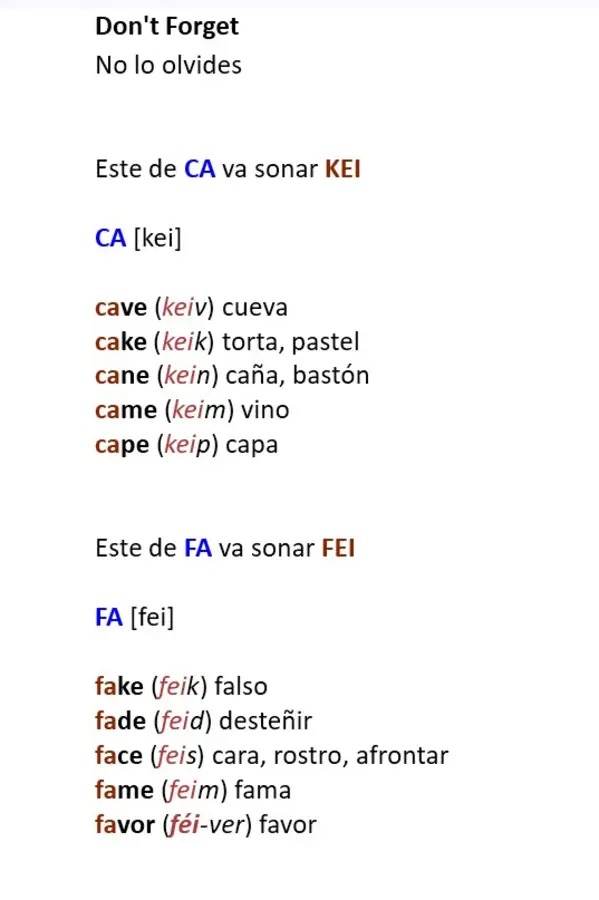 Don't Forget
No lo olvides
Este de CA va sonar KEI
CA [kei]
cave (keiv) cueva
cake (keik) torta, pastel
cane (kein) caña, bastón
came (keim) vino
cape (keip) capa
Este de FA va sonar FEI
FA [fei]
fake (feik) falso
fade (feid) desteñir
face (feis) cara, rostro, afrontar
fame (feim) fama
favor (féi-ver) favor